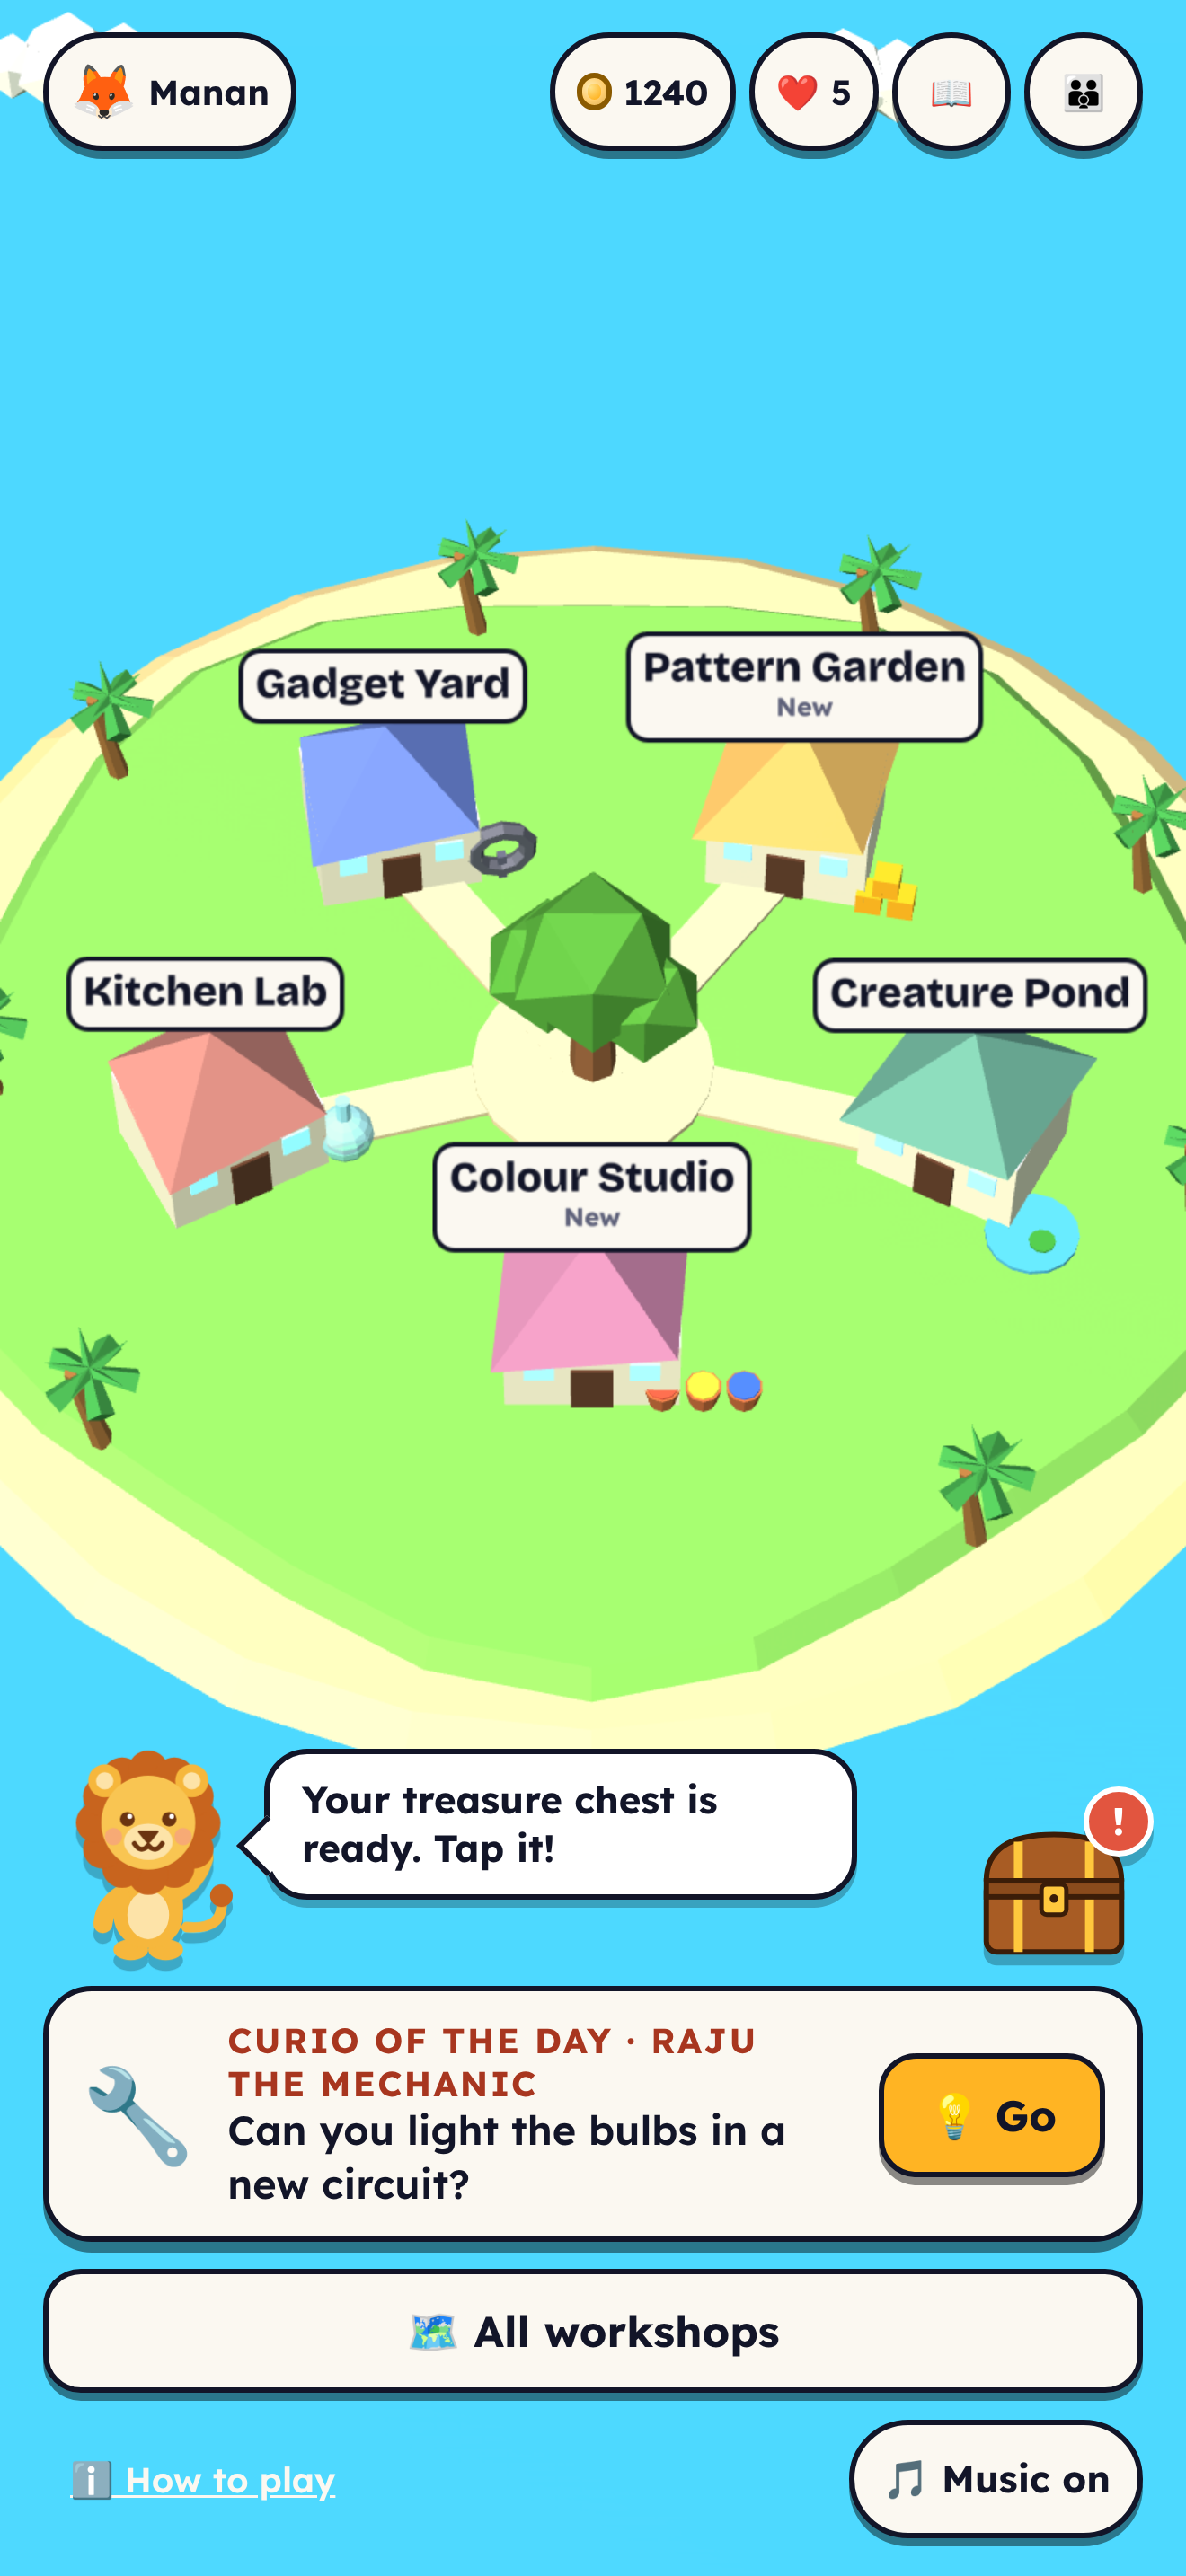 Manan
1240
5
Gadget Yard
Pattern Garden
New
Kitchen Lab
Creature Pond
Colour Studio
New
Your treasure chest is
ready. Tap it!
!
CURIO OF THE DAY · RAJU
THE MECHANIC
Can you light the bulbs in a
new circuit?
Go
All workshops
How to play
Music on